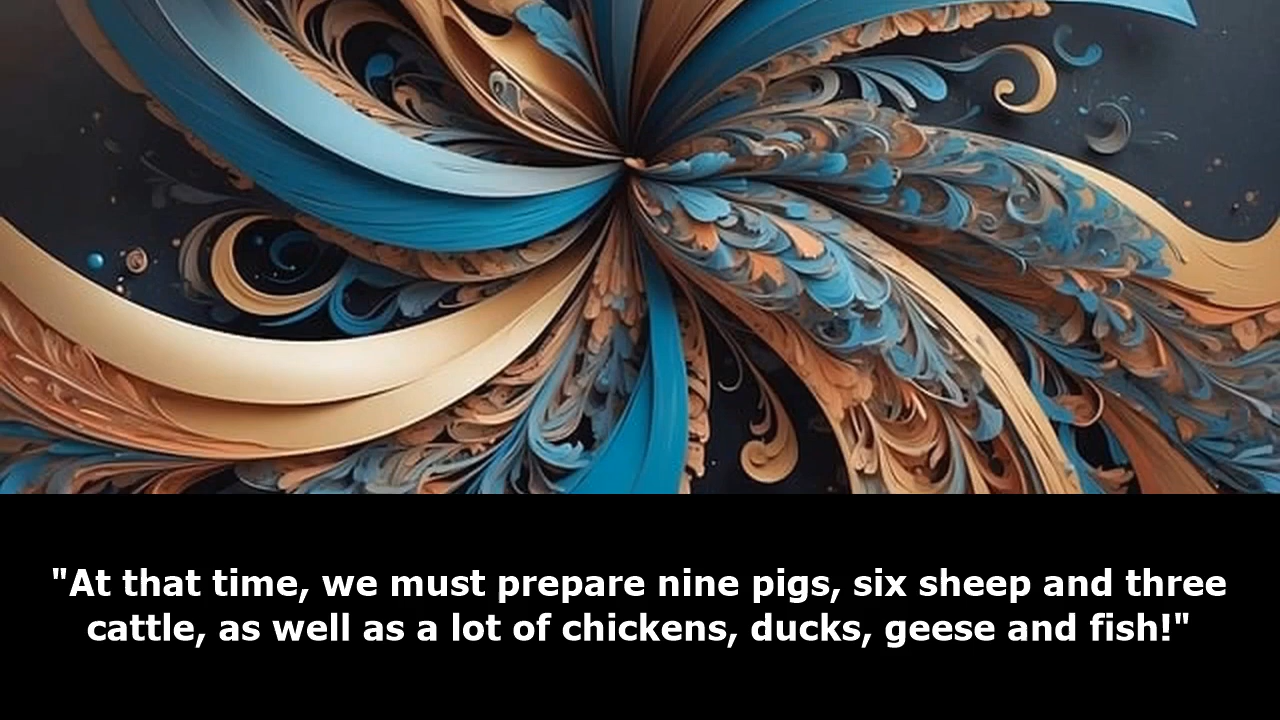 "At that time, we must prepare nine pigs, six sheep and three
cattle, as well as a lot of chickens, ducks, geese and fish!"